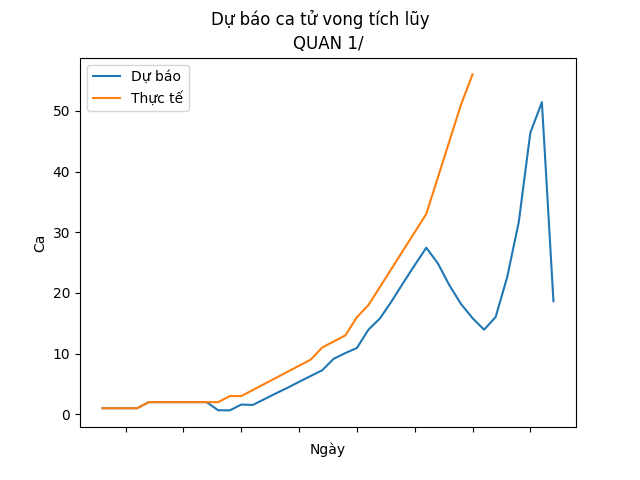 Dự báo ca tử vong tích lũy
QUAN 1/
Dự báo
Thực tế
50
40
30
20
10
0
Ca
Ngày